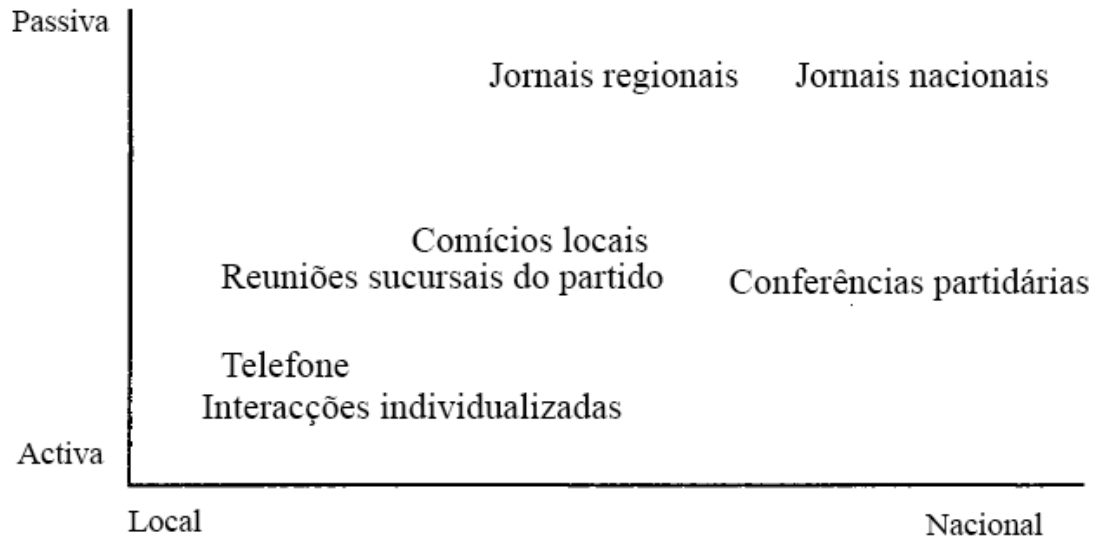 Passiva
Jornais regionais Jornais nacionais
Comícios locais
Reuniões sucursais do partido Conferências partidárias
Telefone
Interacções individualizadas
Activa
Local Nacional